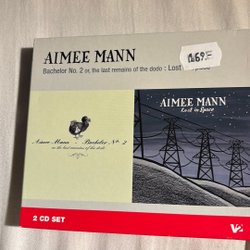 AIMEE MANN
Bachelor No. 2 or, the last remains of the dodo : Lost
AIMEE MANN
Lost in Space
Aimee Mann · Bachelor No 2
or the last remains of the dodo
2 CD SET
V2